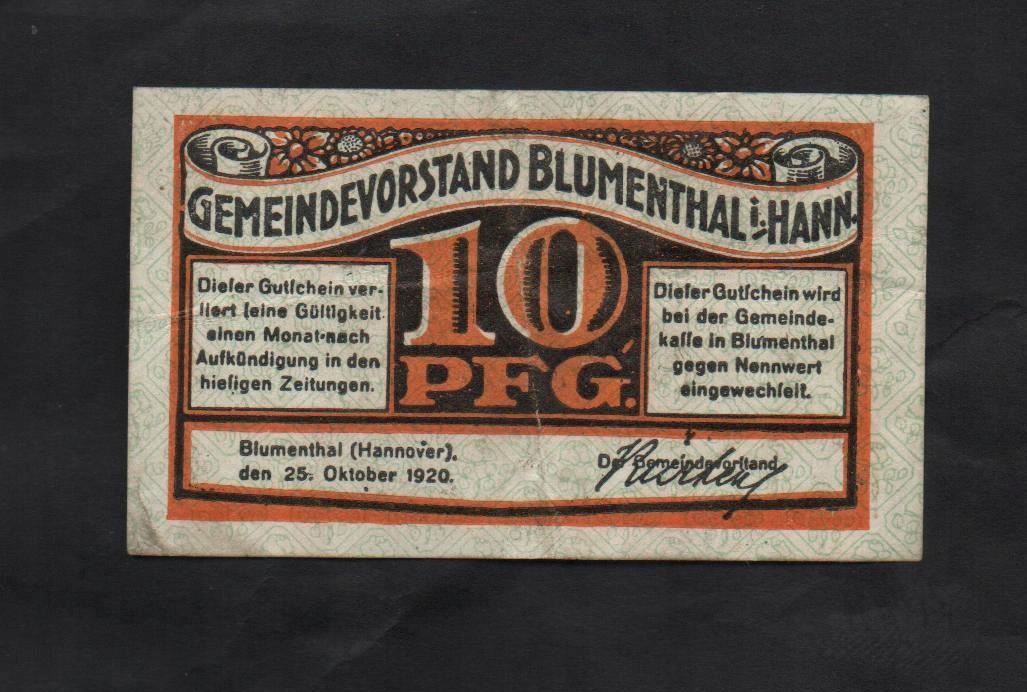 GEMEINDEVORSTAND BLUMENTHAL i. HANN.
10
PFG.
Dieſer Gutſchein ver-
liert ſeine Gültigkeit
einen Monat nach
Aufkündigung in den
hieſigen Zeitungen.
Dieſer Gutſchein wird
bei der Gemeinde-
kaſſe in Blumenthal
gegen Nennwert
eingewechſelt.
Blumenthal (Hannover),
den 25. Oktober 1920.
Der Gemeindevorſtand